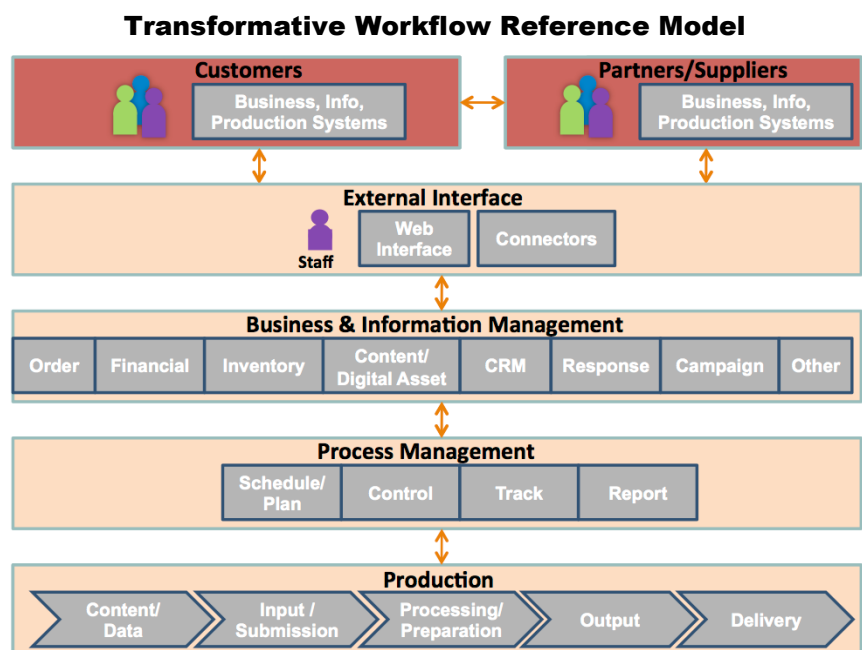 Transformative Workflow Reference Model
Customers
Business, Info,
Production Systems
Partners/Suppliers
Business, Info,
Production Systems
External Interface
Staff
Web
Interface
Connectors
Business & Information Management
Order
Financial
Inventory
Content/
Digital Asset
CRM
Response
Campaign
Other
Process Management
Schedule/
Plan
Control
Track
Report
Production
Content/
Data
Input /
Submission
Processing/
Preparation
Output
Delivery